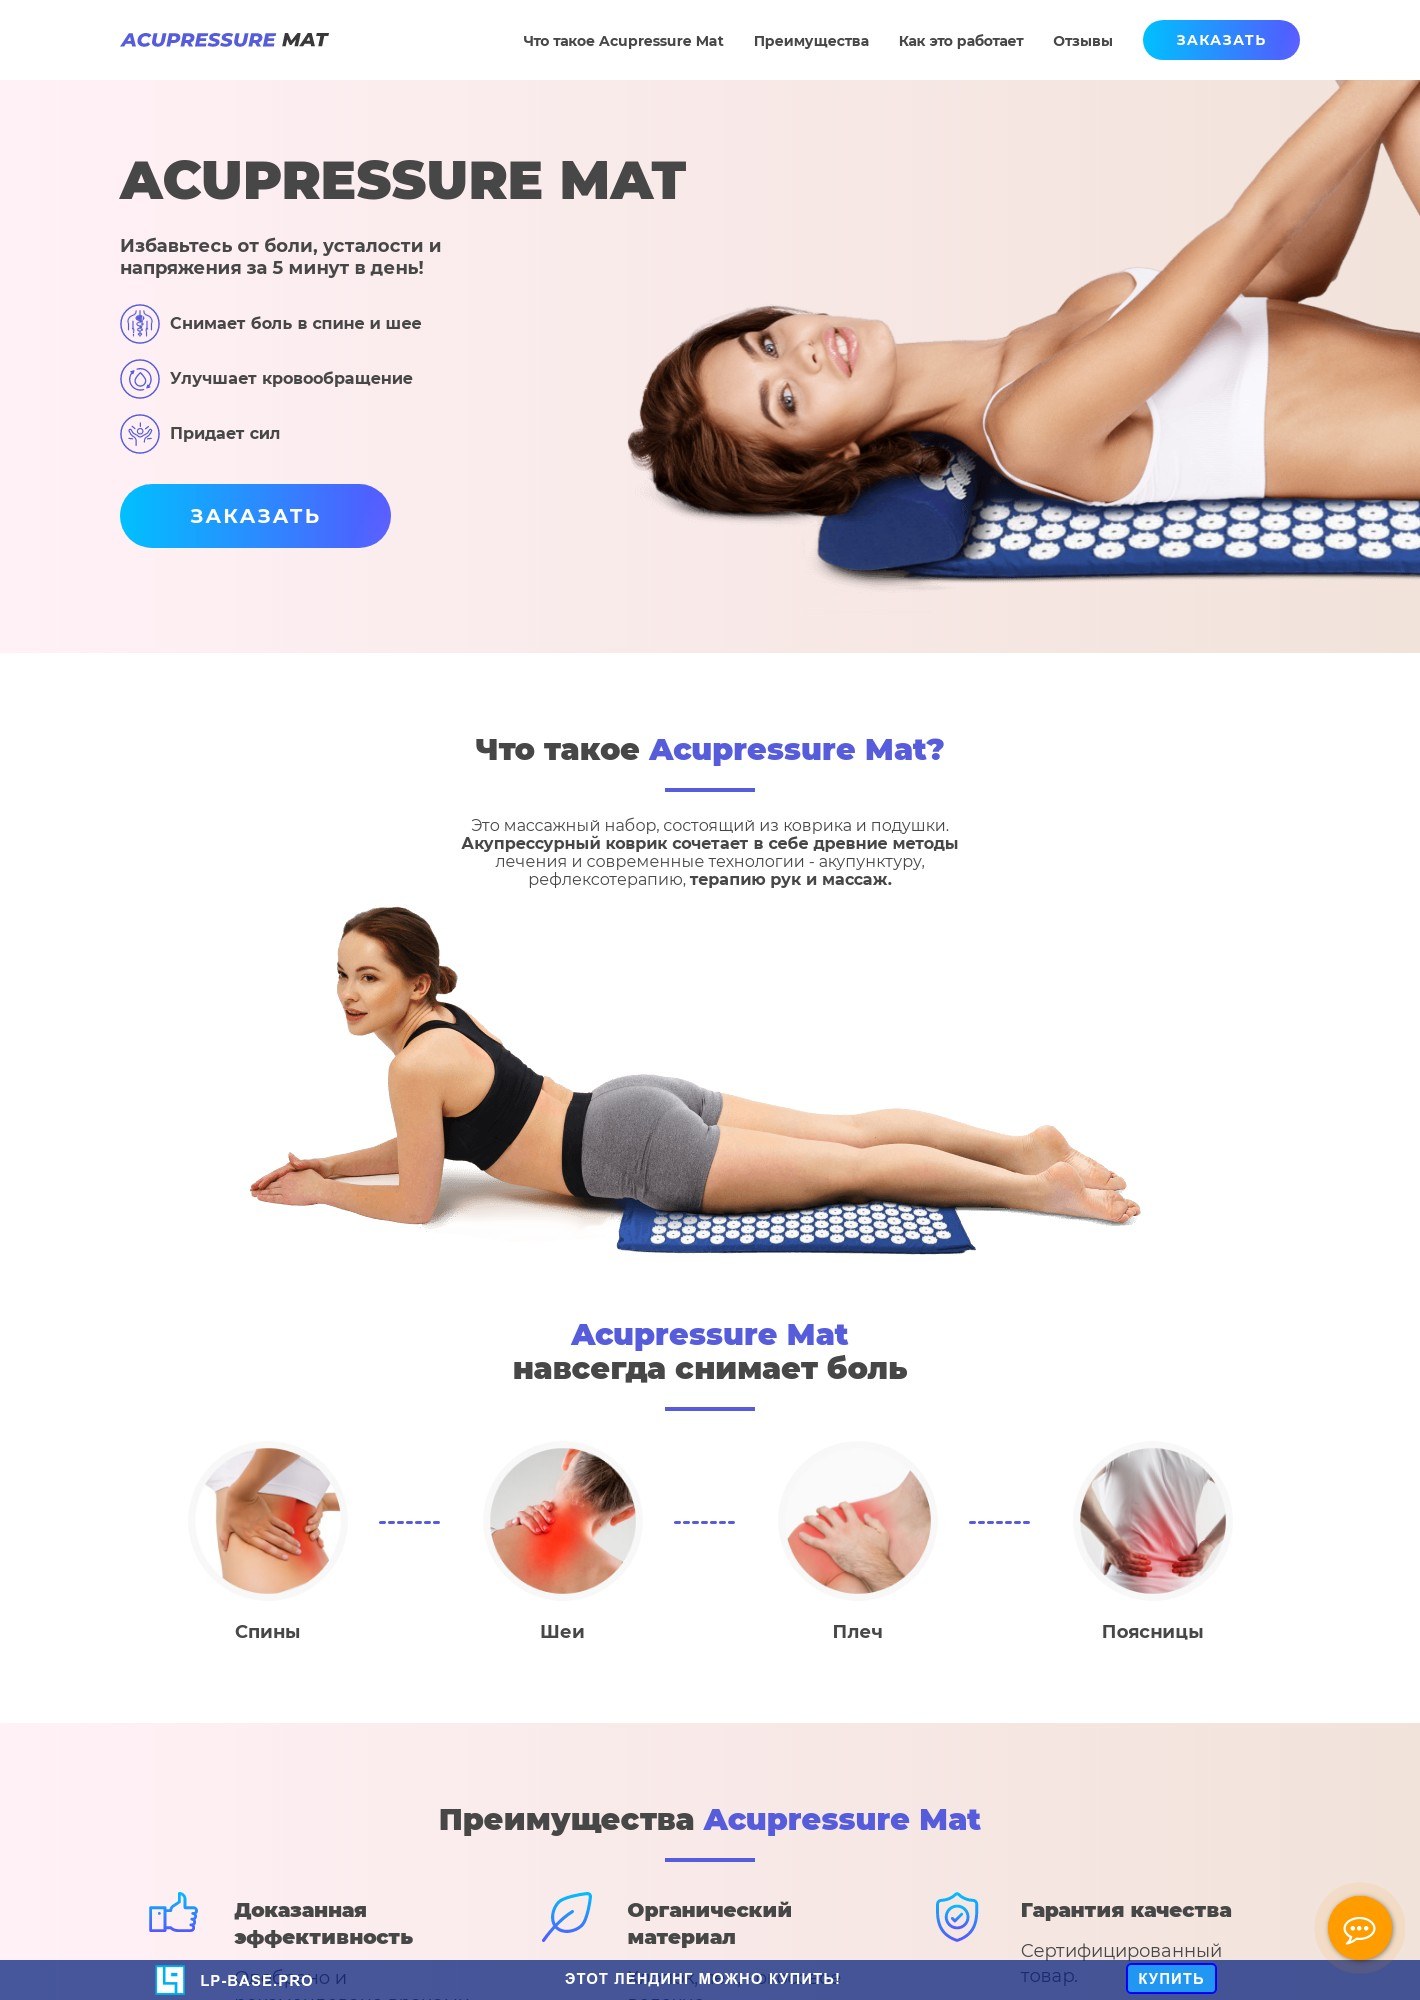 ACUPRESSURE MAT
Что такое Acupressure Mat
Преимущества
Как это работает
Отзывы
ЗАКАЗАТЬ
ACUPRESSURE MAT
Избавьтесь от боли, усталости и
напряжения за 5 минут в день!
Снимает боль в спине и шее
Улучшает кровообращение
Придает сил
ЗАКАЗАТЬ
Что такое Acupressure Mat?
Это массажный набор, состоящий из коврика и подушки.
Акупрессурный коврик сочетает в себе древние методы
лечения и современные технологии - акупунктуру,
рефлексотерапию, терапию рук и массаж.
Acupressure Mat
навсегда снимает боль
Спины
Шеи
Плеч
Поясницы
Преимущества Acupressure Mat
Доказанная
эффективность
Органический
материал
Гарантия качества
Сертифицированный
товар.
LP-BASE.PRO
ЭТОТ ЛЕНДИНГ МОЖНО КУПИТЬ!
КУПИТЬ